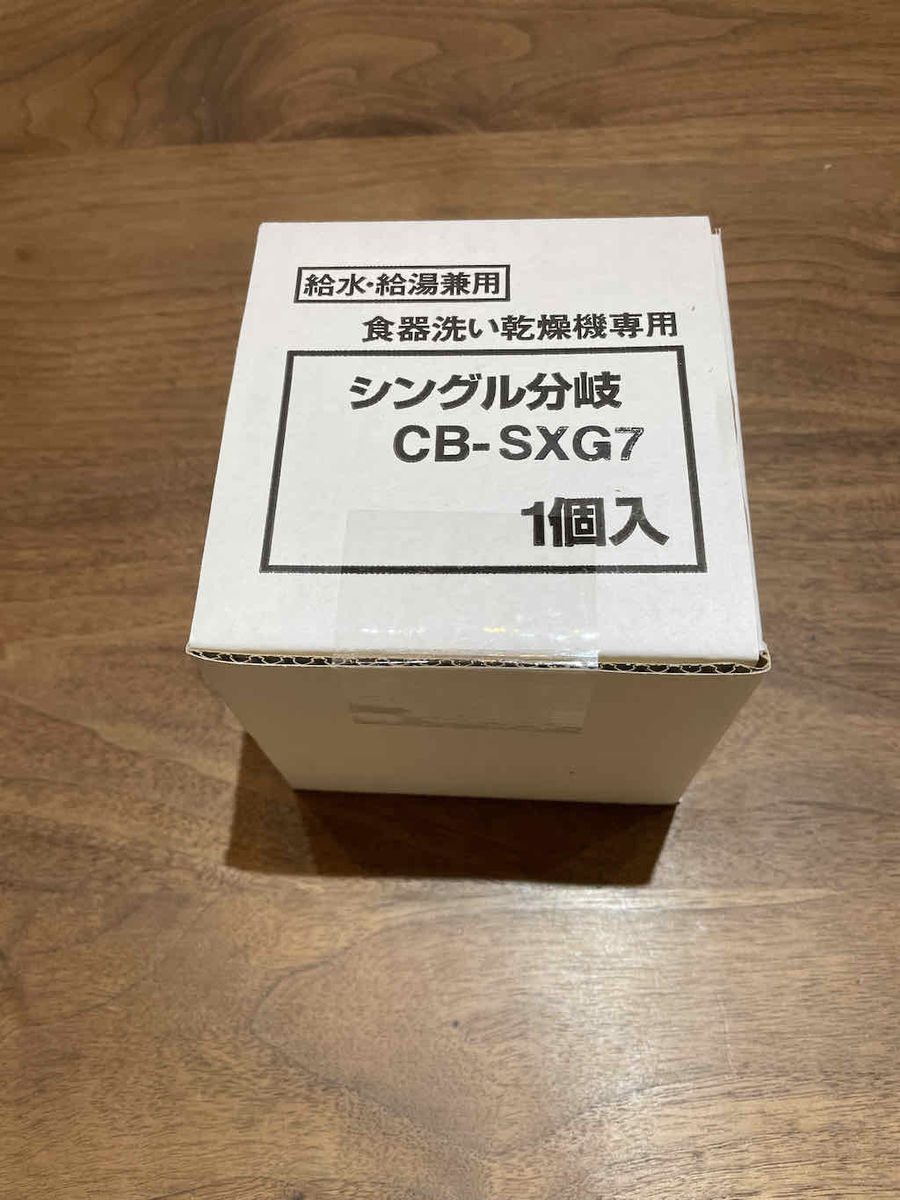 給水・給湯兼用
食器洗い乾燥機専用
シングル分岐
CB-SXG7
1個入